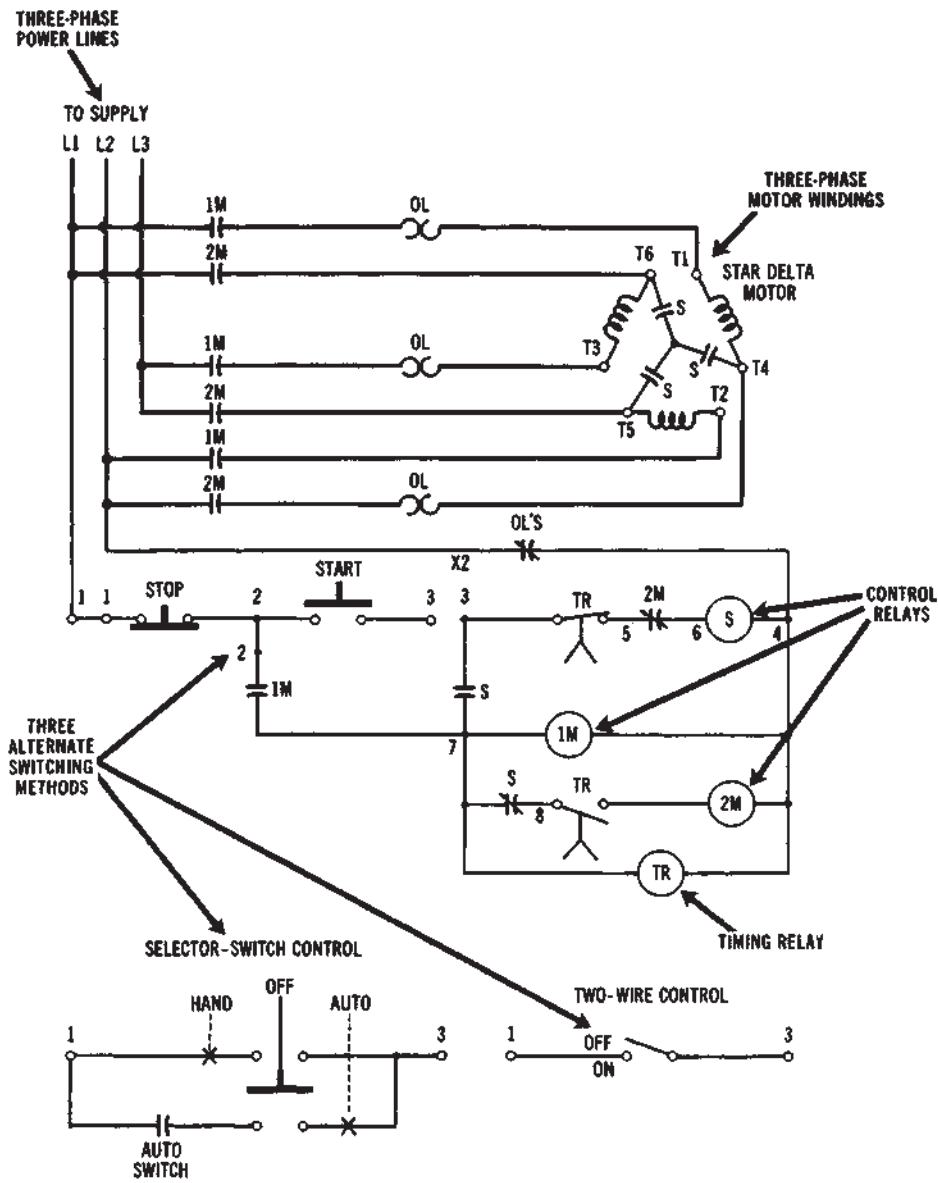 THREE-PHASE
POWER LINES
TO SUPPLY
L1 L2 L3
THREE-PHASE
MOTOR WINDINGS
1M OL
2M T6 T1
STAR DELTA
MOTOR
S
1M OL
T3 S T4
S
2M T2
T5
1M
2M OL
OL'S
X2
START
1 1 STOP 2 3 3 TR 2M
CONTROL
RELAYS
S
5 6 4
2
1M S
THREE
ALTERNATE
SWITCHING
METHODS
7 1M
S TR
8 2M
TR
TIMING RELAY
SELECTOR-SWITCH CONTROL
OFF
HAND AUTO
TWO-WIRE CONTROL
1 3 1 OFF 3
ON
AUTO
SWITCH